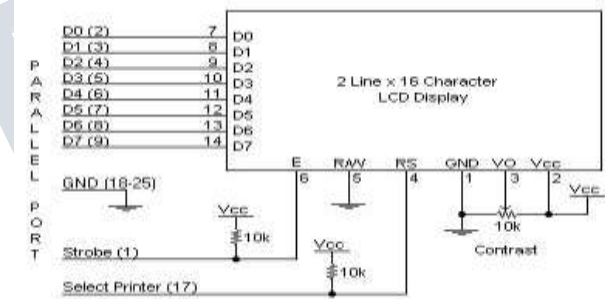 D0 (2) 7 D0
D1 (3) 8 D1
D2 (4) 9 D2
D3 (5) 10 D3
D4 (6) 11 D4
D5 (7) 12 D5
D6 (8) 13 D6
D7 (9) 14 D7
2 Line x 16 Character
LCD Display
PARALLEL PORT
E R/W RS GND VO Vcc
6 5 4 1 3 2
GND (18-25)
Vcc
Vcc
10k
10k
Contrast
Strobe (1)
Vcc
10k
Select Printer (17)